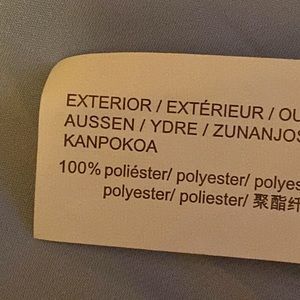 EXTERIOR / EXTÉRIEUR / OU
AUSSEN / YDRE / ZUNANJOS
KANPOKOA
100% poliéster/ polyester/ polyes
polyester/ poliester/ 聚酯纤